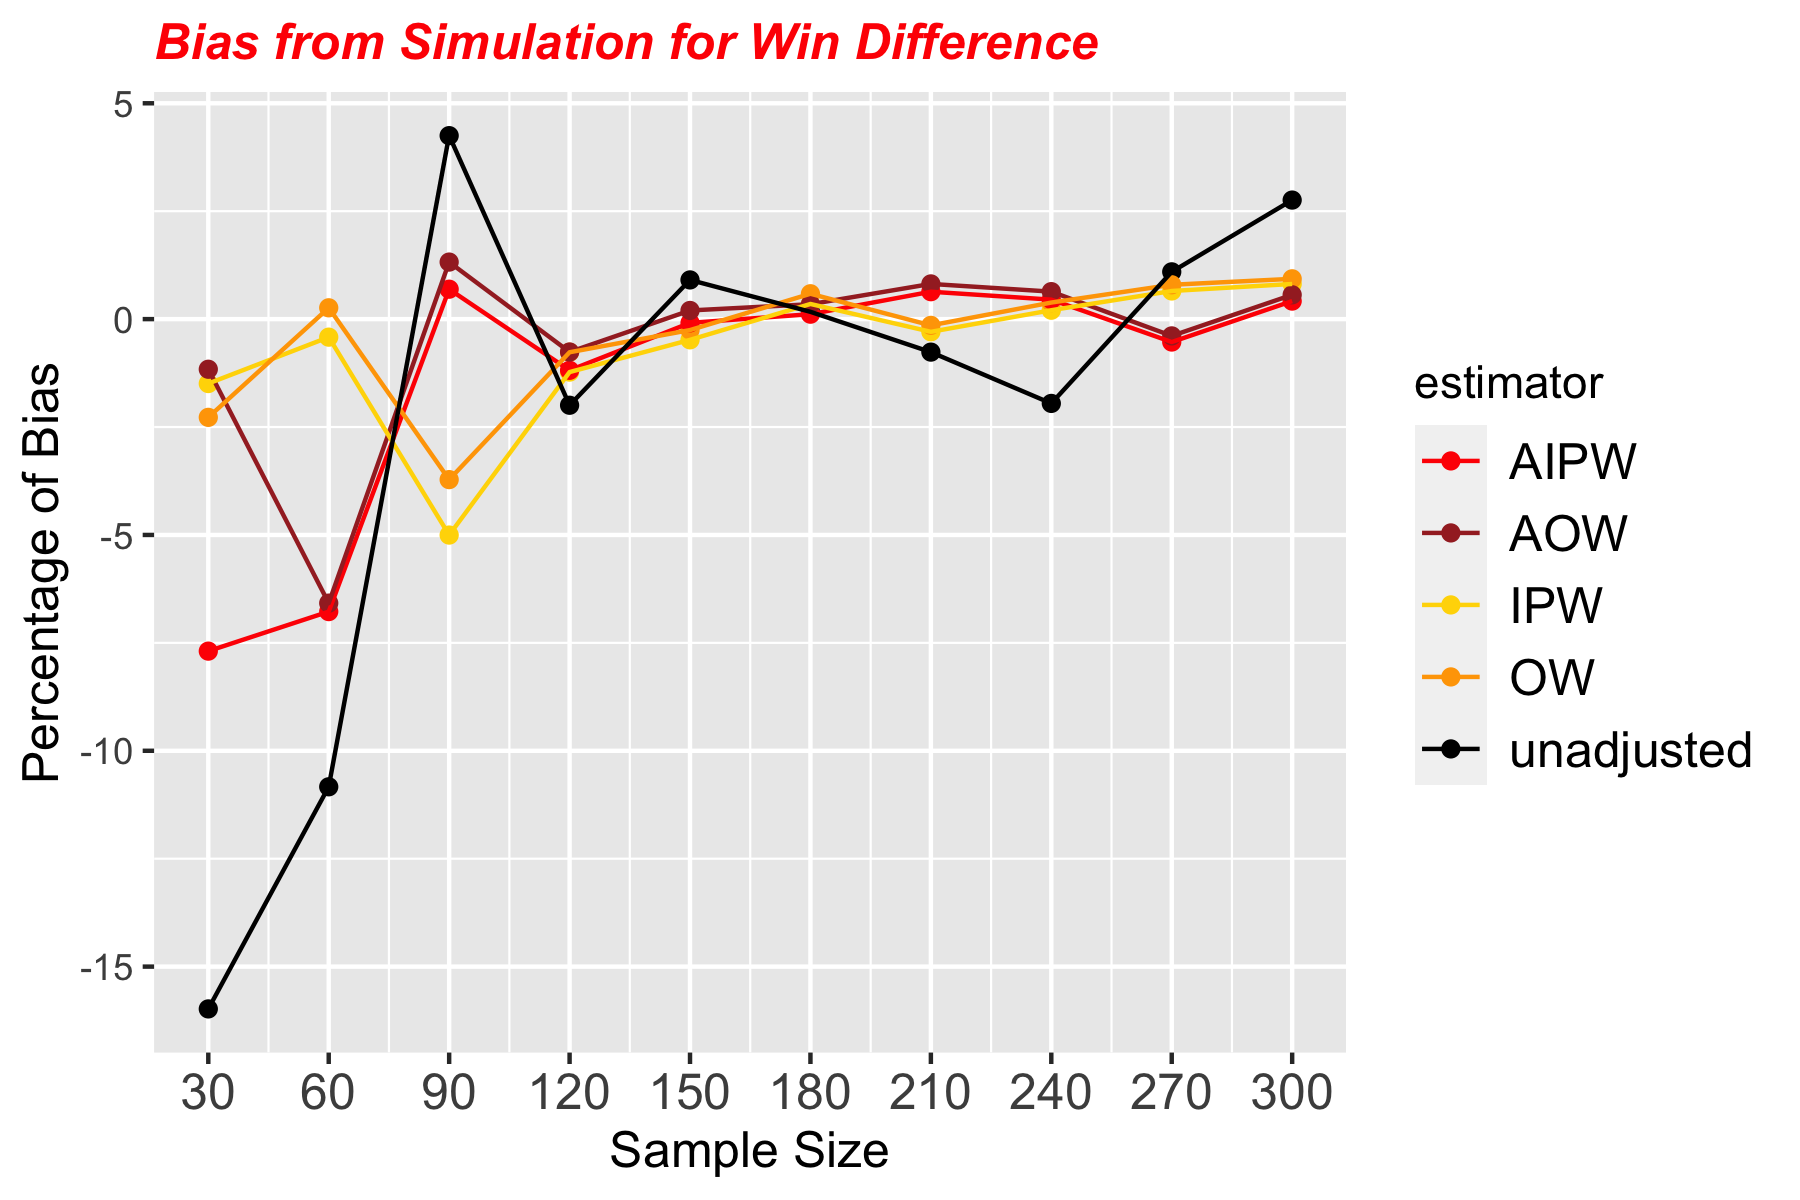 Bias from Simulation for Win Difference
Percentage of Bias
5
0
-5
-10
-15
30 60 90 120 150 180 210 240 270 300
Sample Size
estimator
AIPW
AOW
IPW
OW
unadjusted